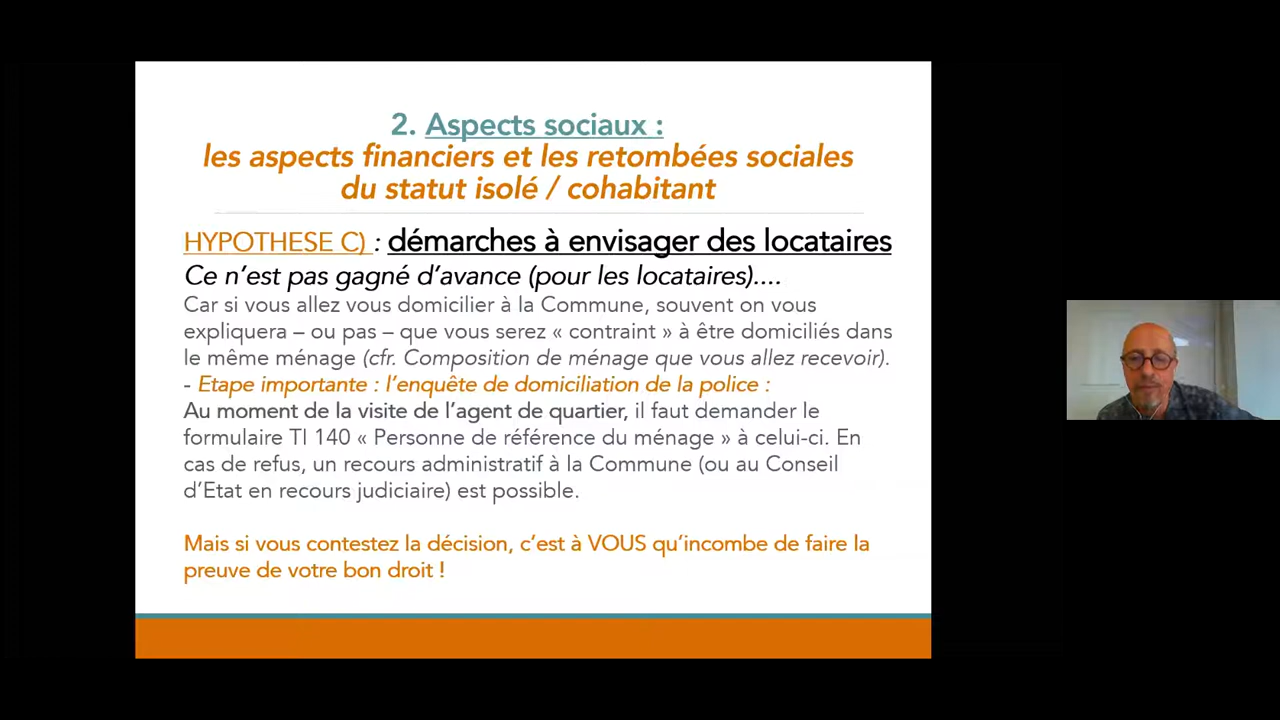 2. Aspects sociaux :
les aspects financiers et les retombées sociales
du statut isolé / cohabitant
HYPOTHESE C) : démarches à envisager des locataires
Ce n'est pas gagné d'avance (pour les locataires)....
Car si vous allez vous domicilier à la Commune, souvent on vous
expliquera – ou pas – que vous serez « contraint » à être domiciliés dans
le même ménage (cfr. Composition de ménage que vous allez recevoir).
- Etape importante : l'enquête de domiciliation de la police :
Au moment de la visite de l'agent de quartier, il faut demander le
formulaire TI 140 « Personne de référence du ménage » à celui-ci. En
cas de refus, un recours administratif à la Commune (ou au Conseil
d'Etat en recours judiciaire) est possible.
Mais si vous contestez la décision, c'est à VOUS qu'incombe de faire la
preuve de votre bon droit !